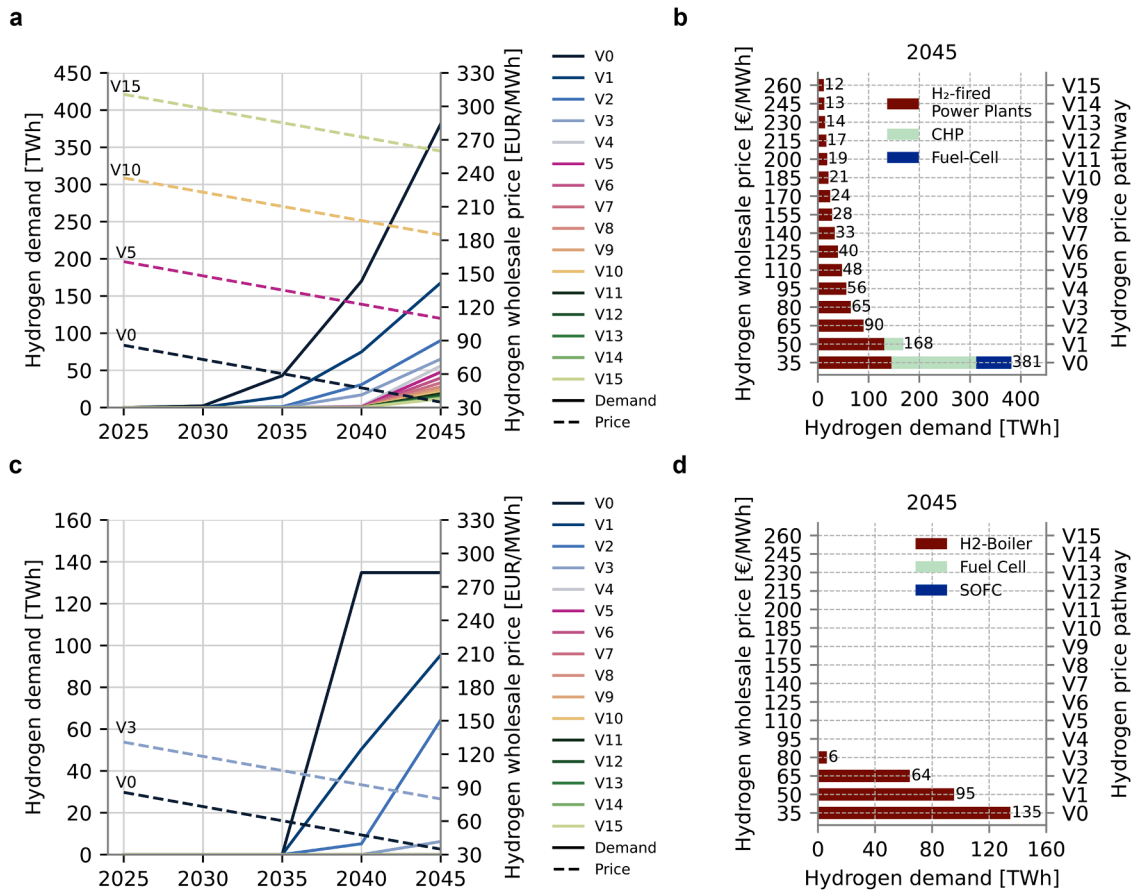 a
Hydrogen demand [TWh]
450
400
350
300
250
200
150
100
50
0
V15
V10
V5
V0
2025 2030 2035 2040 2045
330
300
270
240
210
180
150
120
90
60
30
Hydrogen wholesale price [EUR/MWh]
V0
V1
V2
V3
V4
V5
V6
V7
V8
V9
V10
V11
V12
V13
V14
V15
Demand
Price
b
2045
Hydrogen wholesale price [€/MWh]
260 12 V15
245 13 V14
230 14 V13
215 17 V12
200 19 V11
185 21 V10
170 24 V9
155 28 V8
140 33 V7
125 40 V6
110 48 V5
95 56 V4
80 65 V3
65 90 V2
50 168 V1
35 381 V0
H₂-fired
Power Plants
CHP
Fuel-Cell
Hydrogen price pathway
0 100 200 300 400
Hydrogen demand [TWh]
c
Hydrogen demand [TWh]
160
140
120
100
80
60
40
20
0
V3
V0
2025 2030 2035 2040 2045
330
300
270
240
210
180
150
120
90
60
30
Hydrogen wholesale price [EUR/MWh]
V0
V1
V2
V3
V4
V5
V6
V7
V8
V9
V10
V11
V12
V13
V14
V15
Demand
Price
d
2045
Hydrogen wholesale price [€/MWh]
260 V15
245 V14
230 V13
215 V12
200 V11
185 V10
170 V9
155 V8
140 V7
125 V6
110 V5
95 V4
80 6 V3
65 64 V2
50 95 V1
35 135 V0
H2-Boiler
Fuel Cell
SOFC
Hydrogen price pathway
0 40 80 120 160
Hydrogen demand [TWh]